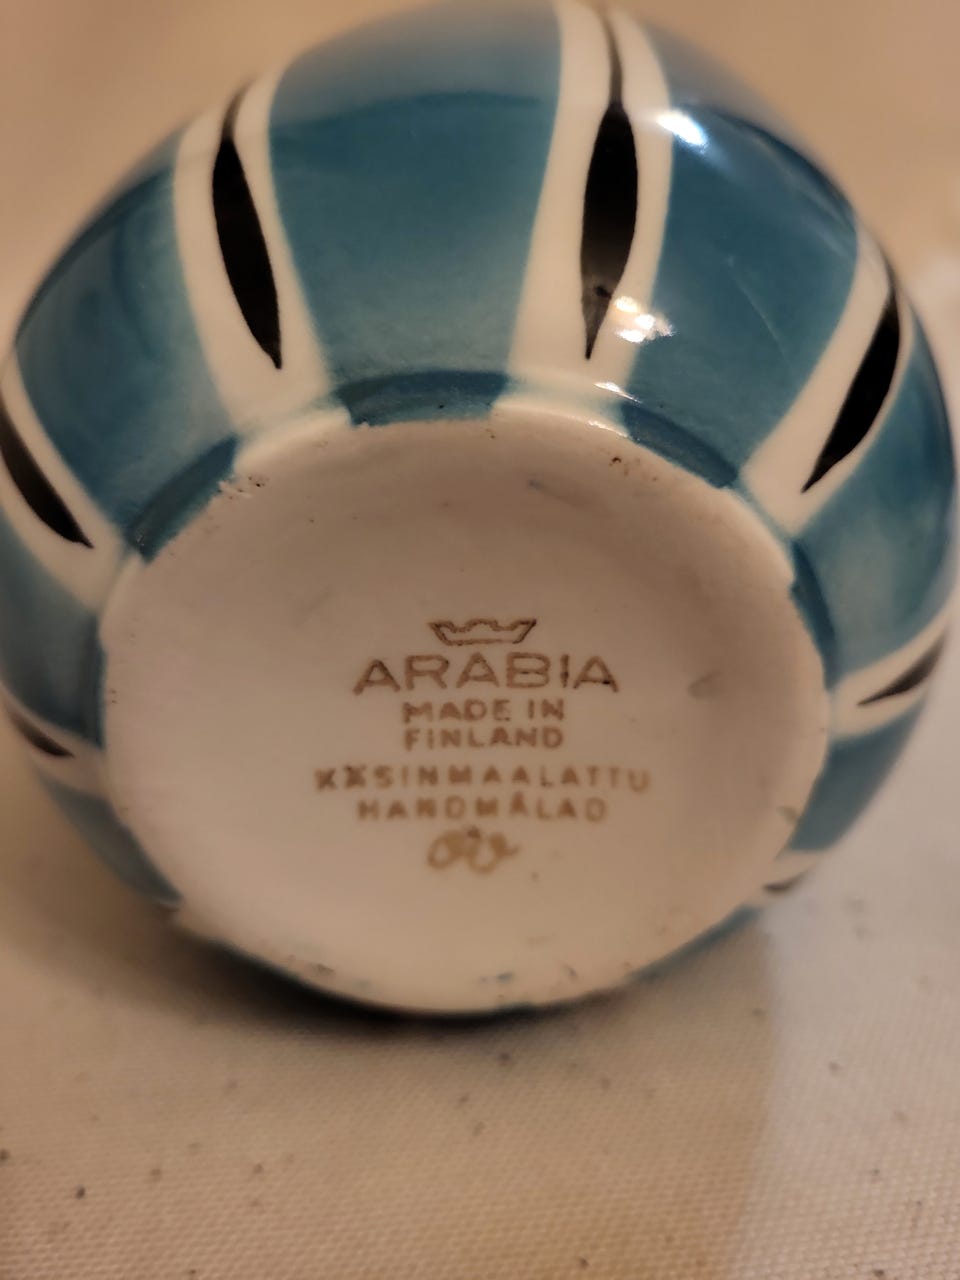 ARABIA
MADE IN
FINLAND
KÄSINMAALATTU
HANDMÅLAD